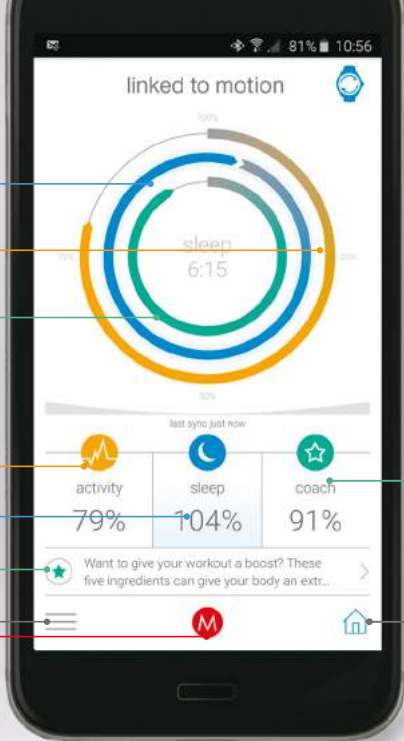 81% 10:56
linked to motion
100%
sleep
6:15
75%
25%
50%
last sync just now
activity
sleep
coach
79%
104%
91%
Want to give your workout a boost? These
five ingredients can give your body an extr...
M